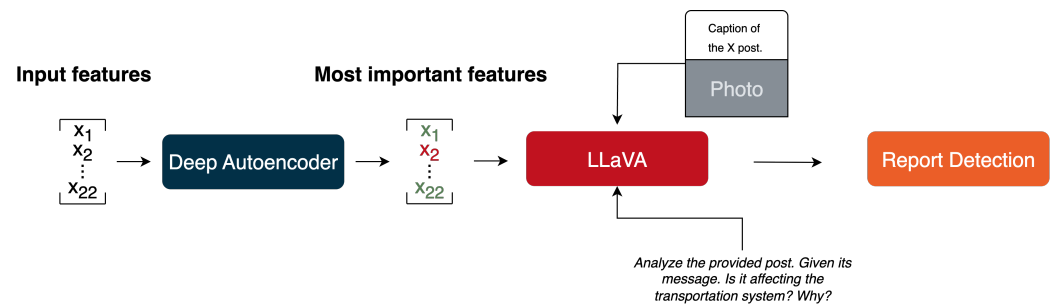 Caption of
the X post.
Photo
Input features
Most important features
x1
x2
⋮
x22
Deep Autoencoder
x1
x2
⋮
x22
LLaVA
Report Detection
Analyze the provided post. Given its
message. Is it affecting the
transportation system? Why?